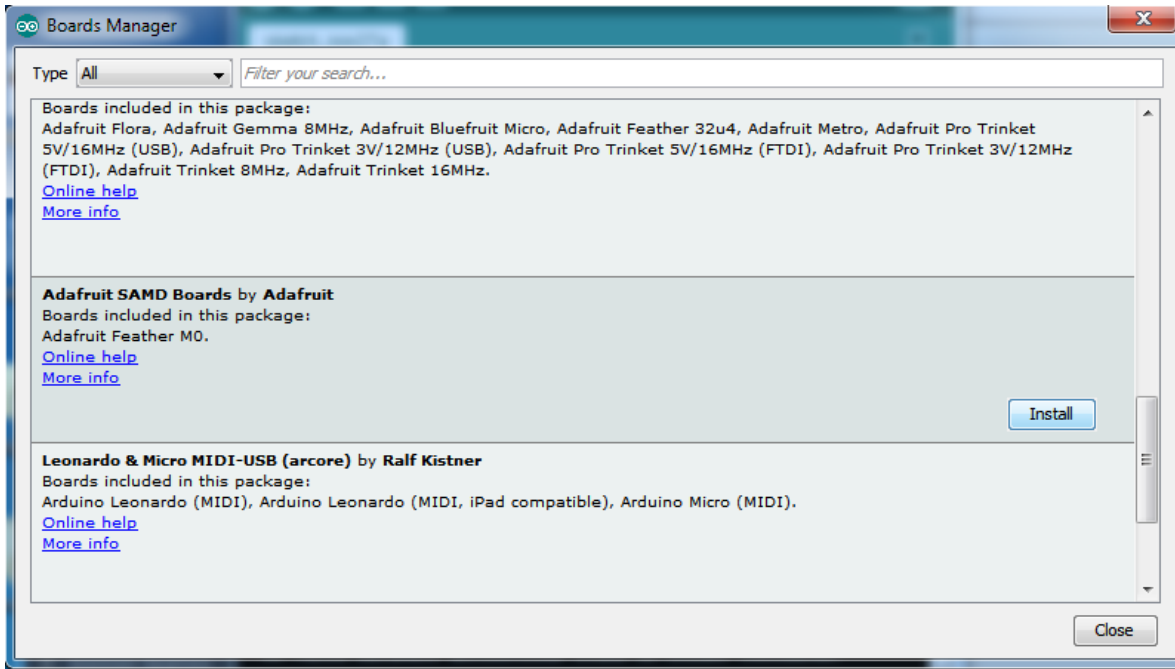 Boards Manager
Type All Filter your search...
Boards included in this package:
Adafruit Flora, Adafruit Gemma 8MHz, Adafruit Bluefruit Micro, Adafruit Feather 32u4, Adafruit Metro, Adafruit Pro Trinket
5V/16MHz (USB), Adafruit Pro Trinket 3V/12MHz (USB), Adafruit Pro Trinket 5V/16MHz (FTDI), Adafruit Pro Trinket 3V/12MHz
(FTDI), Adafruit Trinket 8MHz, Adafruit Trinket 16MHz.
Online help
More info
Adafruit SAMD Boards by Adafruit
Boards included in this package:
Adafruit Feather M0.
Online help
More info
Install
Leonardo & Micro MIDI-USB (arcore) by Ralf Kistner
Boards included in this package:
Arduino Leonardo (MIDI), Arduino Leonardo (MIDI, iPad compatible), Arduino Micro (MIDI).
Online help
More info
Close